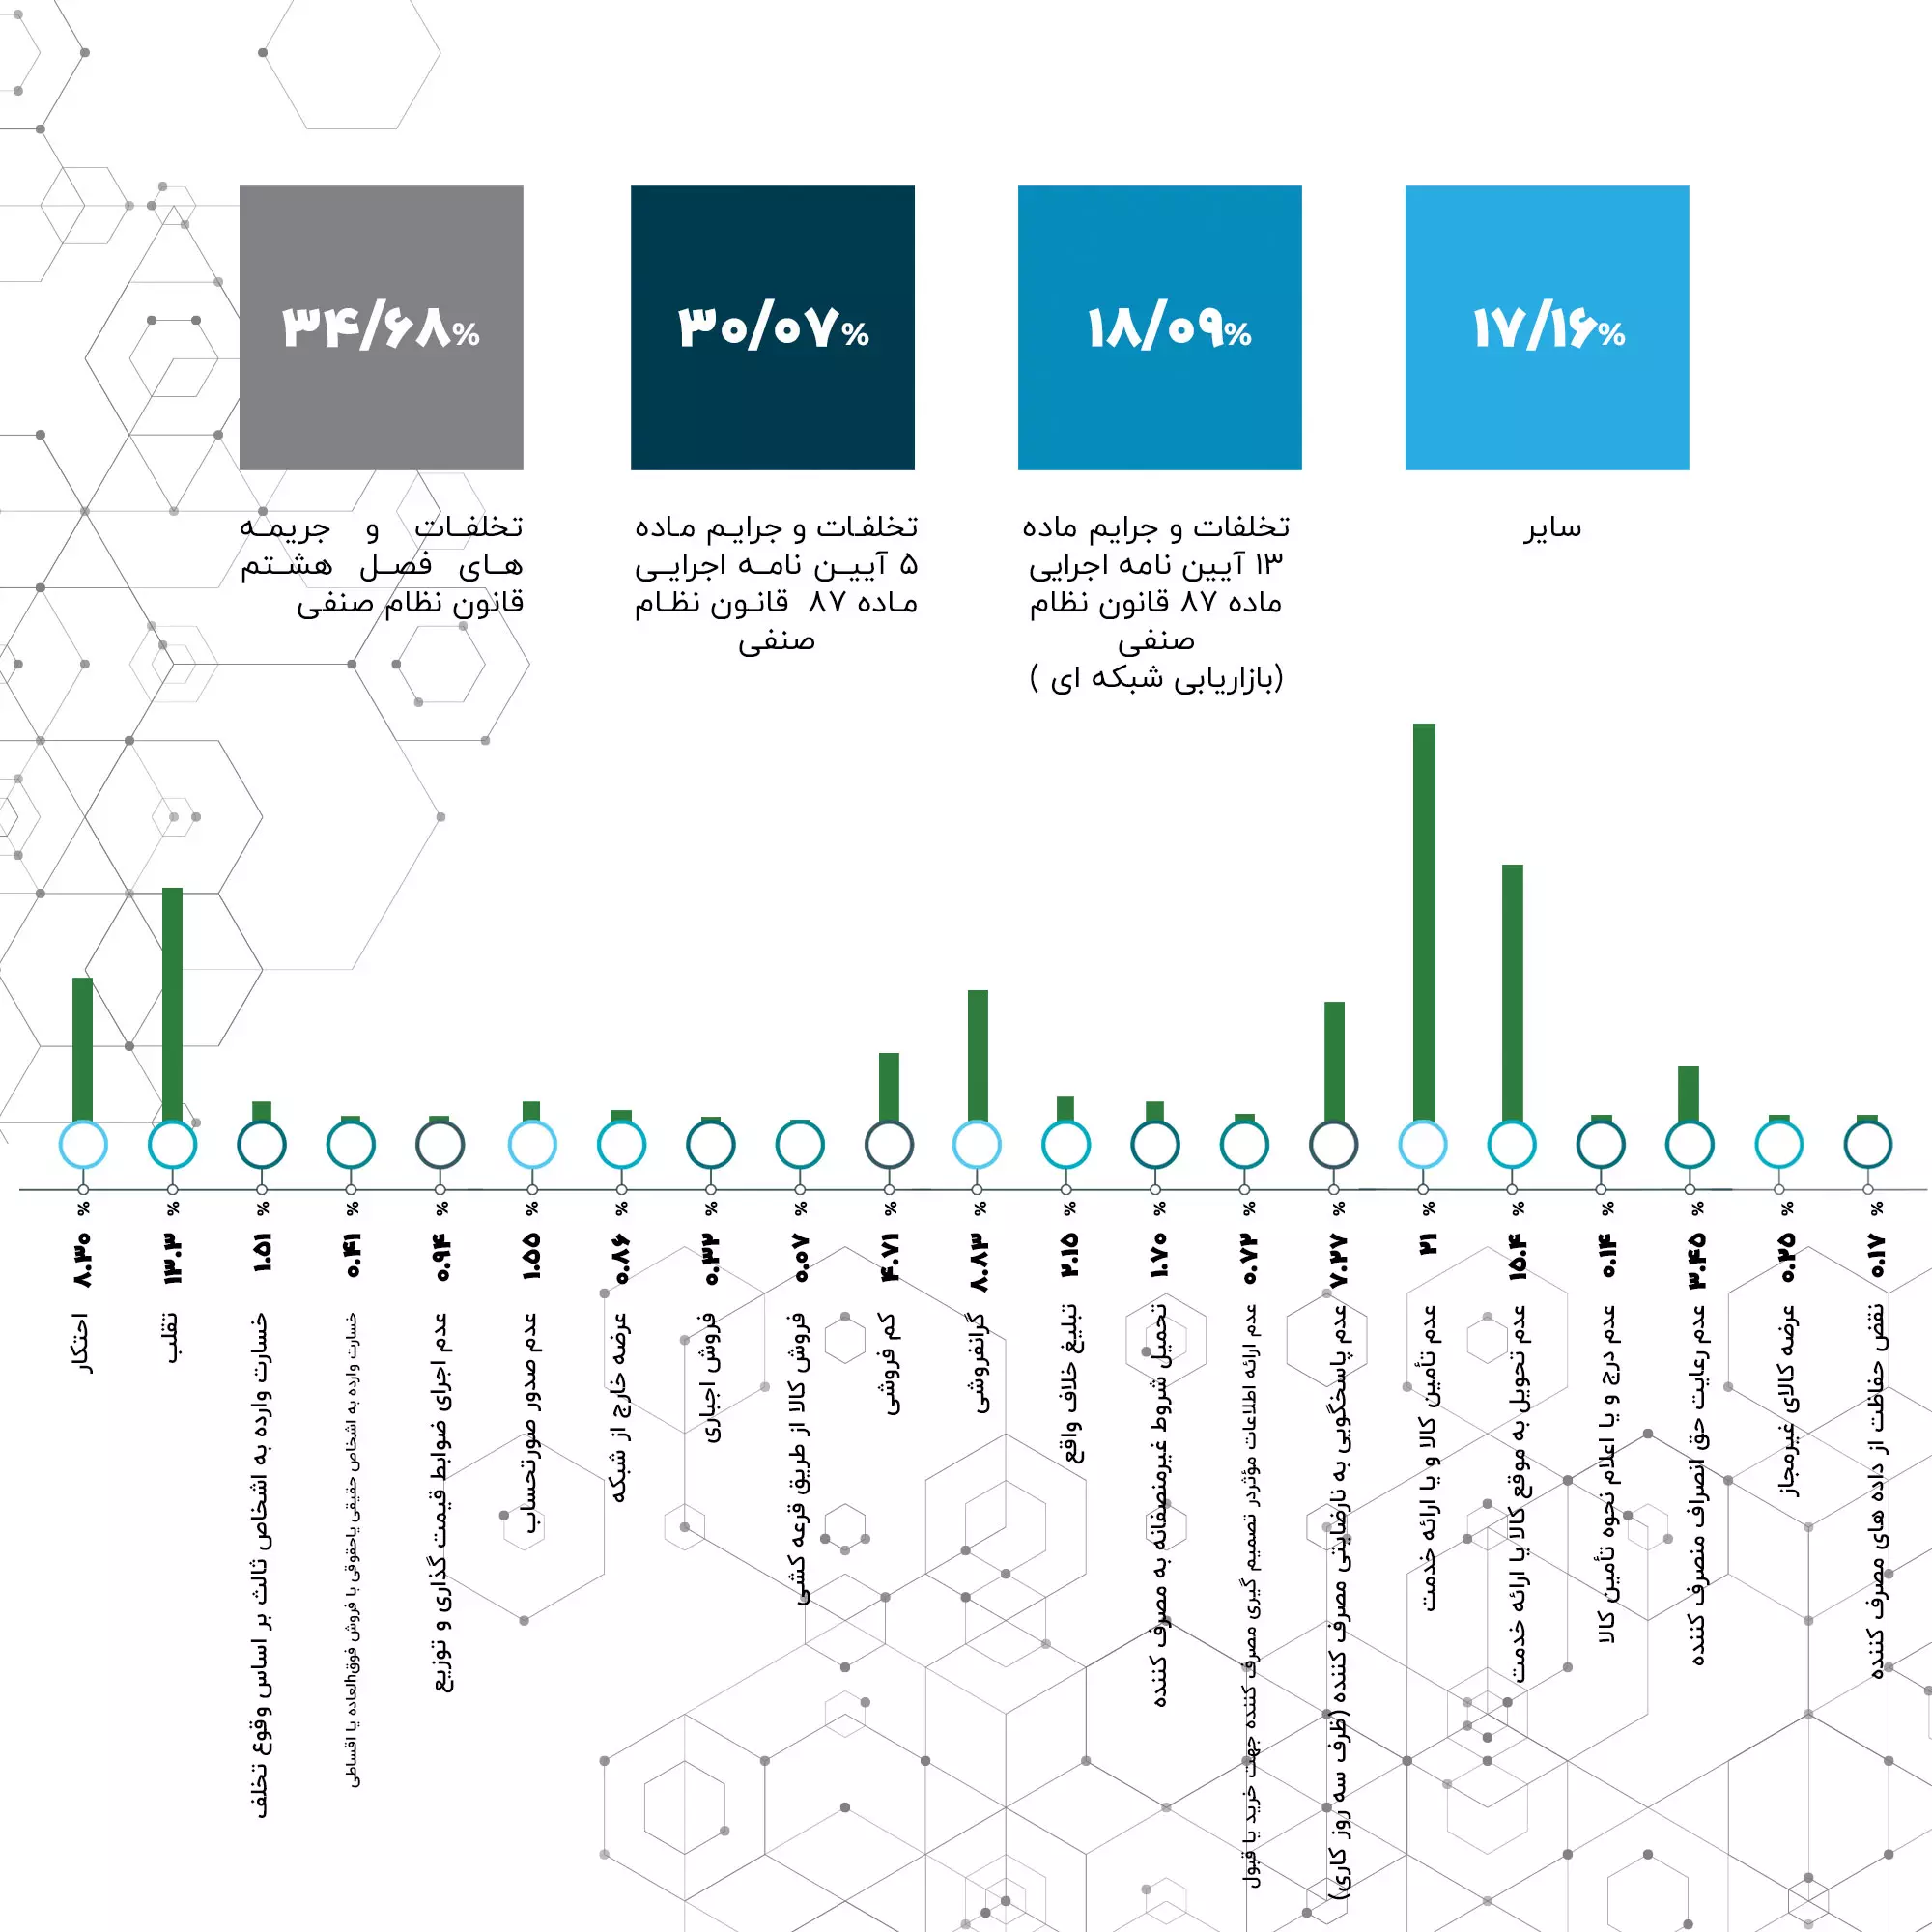 ۳۴/۶۸%
۳۰/۰۷%
۱۸/۰۹%
۱۷/۱۶%
تخلفات و جریمه
های فصل هشتم
قانون نظام صنفی
تخلفات و جرایم ماده
۵ آیین نامه اجرایی
ماده ۸۷ قانون نظام
صنفی
تخلفات و جرایم ماده
۱۳ آیین نامه اجرایی
ماده ۸۷ قانون نظام
صنفی
(بازاریابی شبکه ای )
سایر
احتکار ۸.۳۰ %
تقلب ۱۳.۳ %
خسارت وارده به اشخاص ثالث بر اساس وقوع تخلف ۱.۵۱ %
خسارت وارده به اشخاص حقیقی یاحقوقی با فروش فوق‌العاده یا اقساطی ۰.۴۱ %
عدم اجرای ضوابط قیمت گذاری و توزیع ۰.۹۴ %
عدم صدور صورتحساب ۱.۵۵ %
عرضه خارج از شبکه ۰.۸۶ %
فروش اجباری ۰.۳۲ %
فروش کالا از طریق قرعه کشی ۰.۰۷ %
کم فروشی ۴.۷۱ %
گرانفروشی ۸.۸۳ %
تبلیغ خلاف واقع ۲.۱۵ %
تحمیل شروط غیرمنصفانه به مصرف کننده ۱.۷۰ %
عدم ارائه اطلاعات مؤثردر تصمیم گیری مصرف کننده جهت خرید یا قبول ۰.۷۲ %
عدم پاسخگویی به نارضایتی مصرف کننده (ظرف سه روز کاری) ۷.۲۷ %
عدم تأمین کالا و یا ارائه خدمت ۲۱ %
عدم تحویل به موقع کالا یا ارائه خدمت ۱۵.۴ %
عدم درج و یا اعلام نحوه تأمین کالا ۰.۱۴ %
عدم رعایت حق انصراف منصرف کننده ۳.۴۵ %
عرضه کالای غیرمجاز ۰.۲۵ %
نقض حفاظت از داده های مصرف کننده ۰.۱۷ %